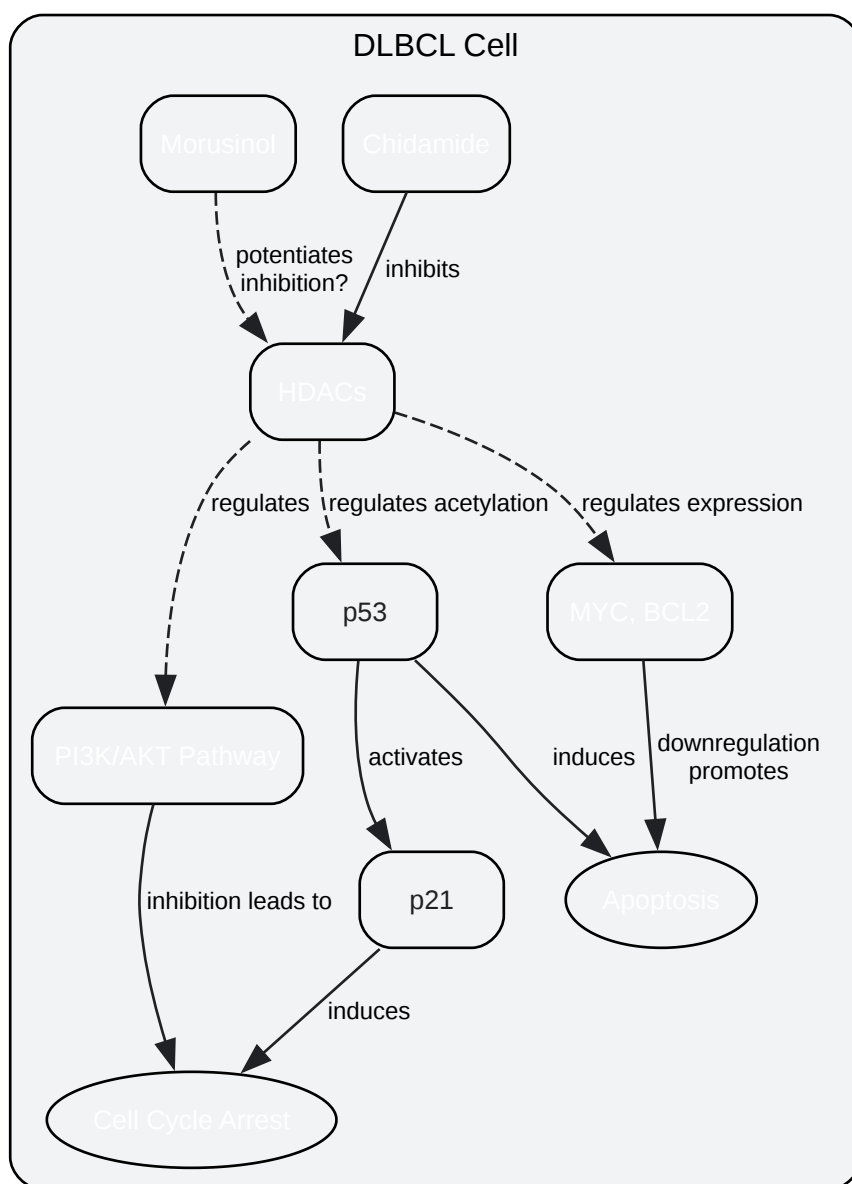 DLBCL Cell
Morusinol
Chidamide
potentiates
inhibition?
inhibits
HDACs
regulates
regulates acetylation
regulates expression
p53
MYC, BCL2
PI3K/AKT Pathway
activates
induces
downregulation
promotes
inhibition leads to
p21
Apoptosis
induces
Cell Cycle Arrest